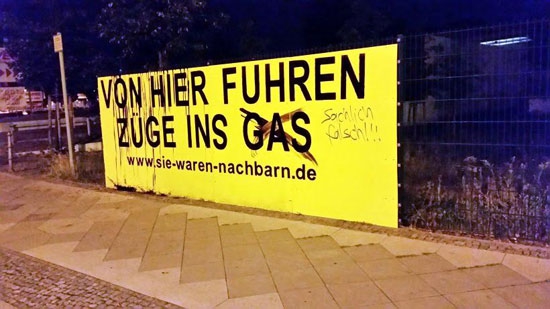 VON HIER FUHREN
ZÜGE INS GAS
sachlich
falsch!!!
www.sie-waren-nachbarn.de